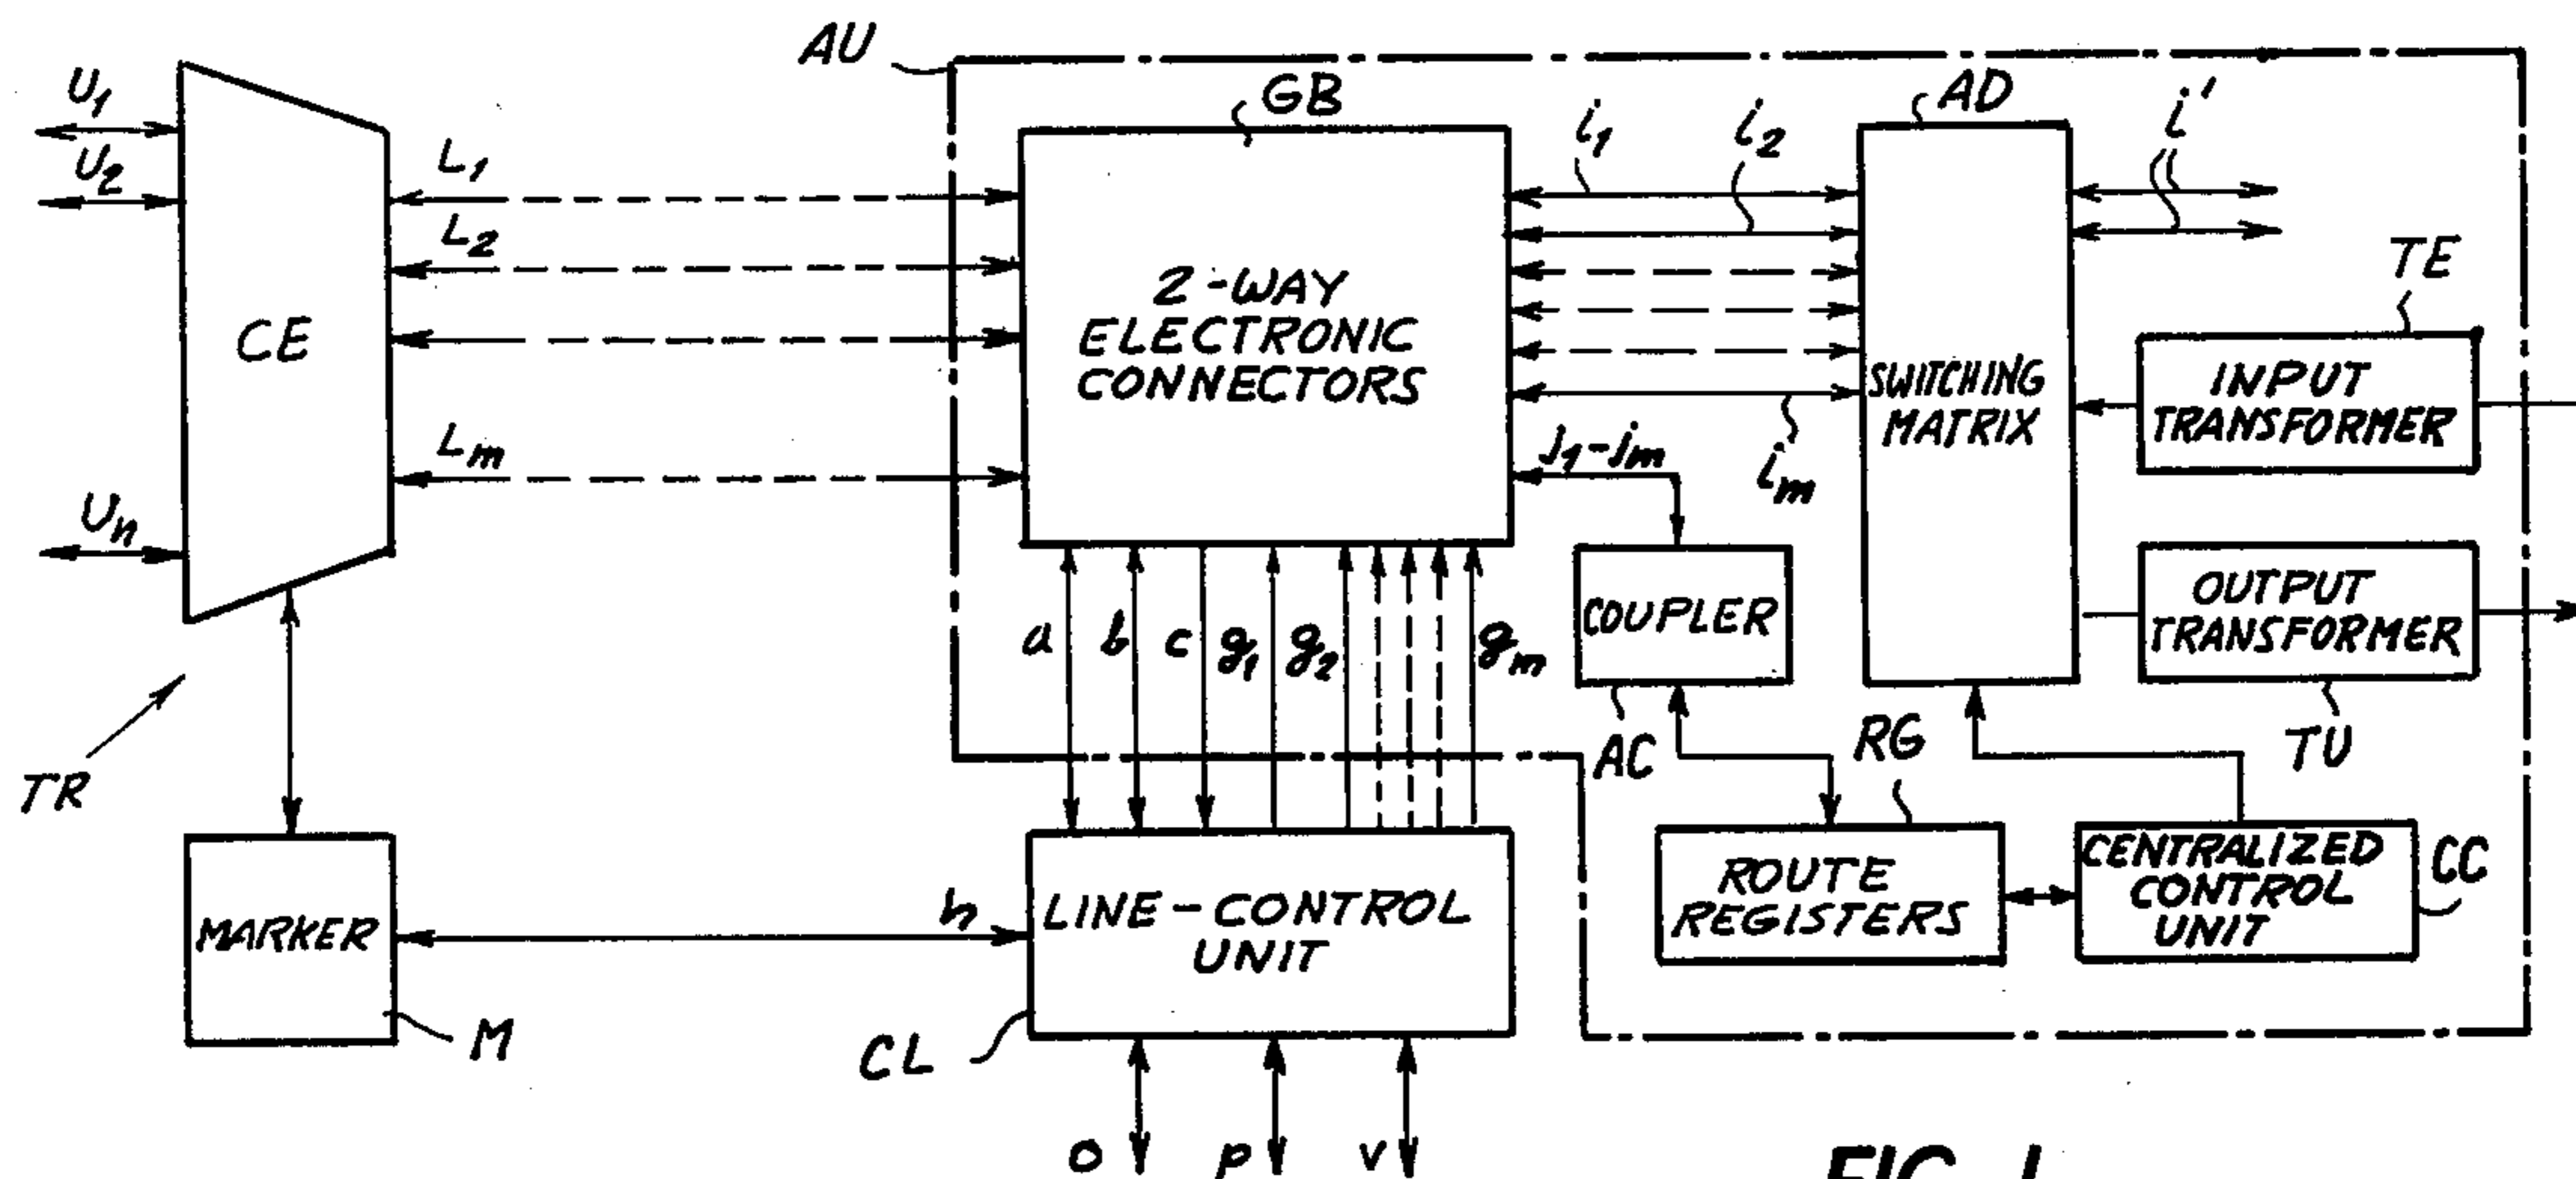 AU
U1
GB
AD
i'
i1
i2
U2
L1
L2
TE
2-WAY
ELECTRONIC
CONNECTORS
CE
INPUT
TRANSFORMER
SWITCHING
MATRIX
Lm
j1-jm
im
Un
OUTPUT
TRANSFORMER
COUPLER
a
b
c
g1
g2
gm
TR
AC
RG
TU
CENTRALIZED
CONTROL
UNIT
CC
ROUTE
REGISTERS
MARKER
h
LINE-CONTROL
UNIT
M
CL
o
p
v
FIG. 1